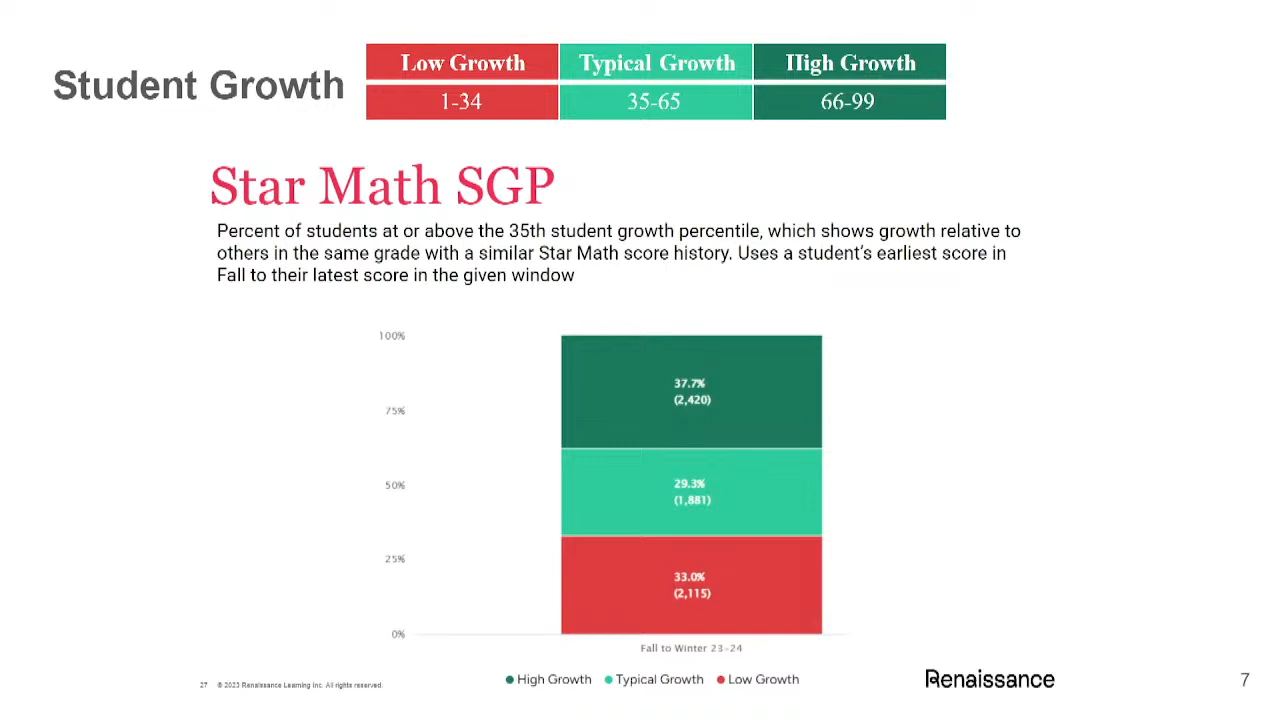 Student Growth
Low Growth Typical Growth High Growth
1-34 35-65 66-99
Star Math SGP
Percent of students at or above the 35th student growth percentile, which shows growth relative to
others in the same grade with a similar Star Math score history. Uses a student's earliest score in
Fall to their latest score in the given window
100%
37.7%
(2,420)
75%
50%
29.3%
(1,881)
25%
33.0%
(2,115)
0%
Fall to Winter 23-24
High Growth Typical Growth Low Growth
27 © 2023 Renaissance Learning Inc. All rights reserved.
Renaissance
7